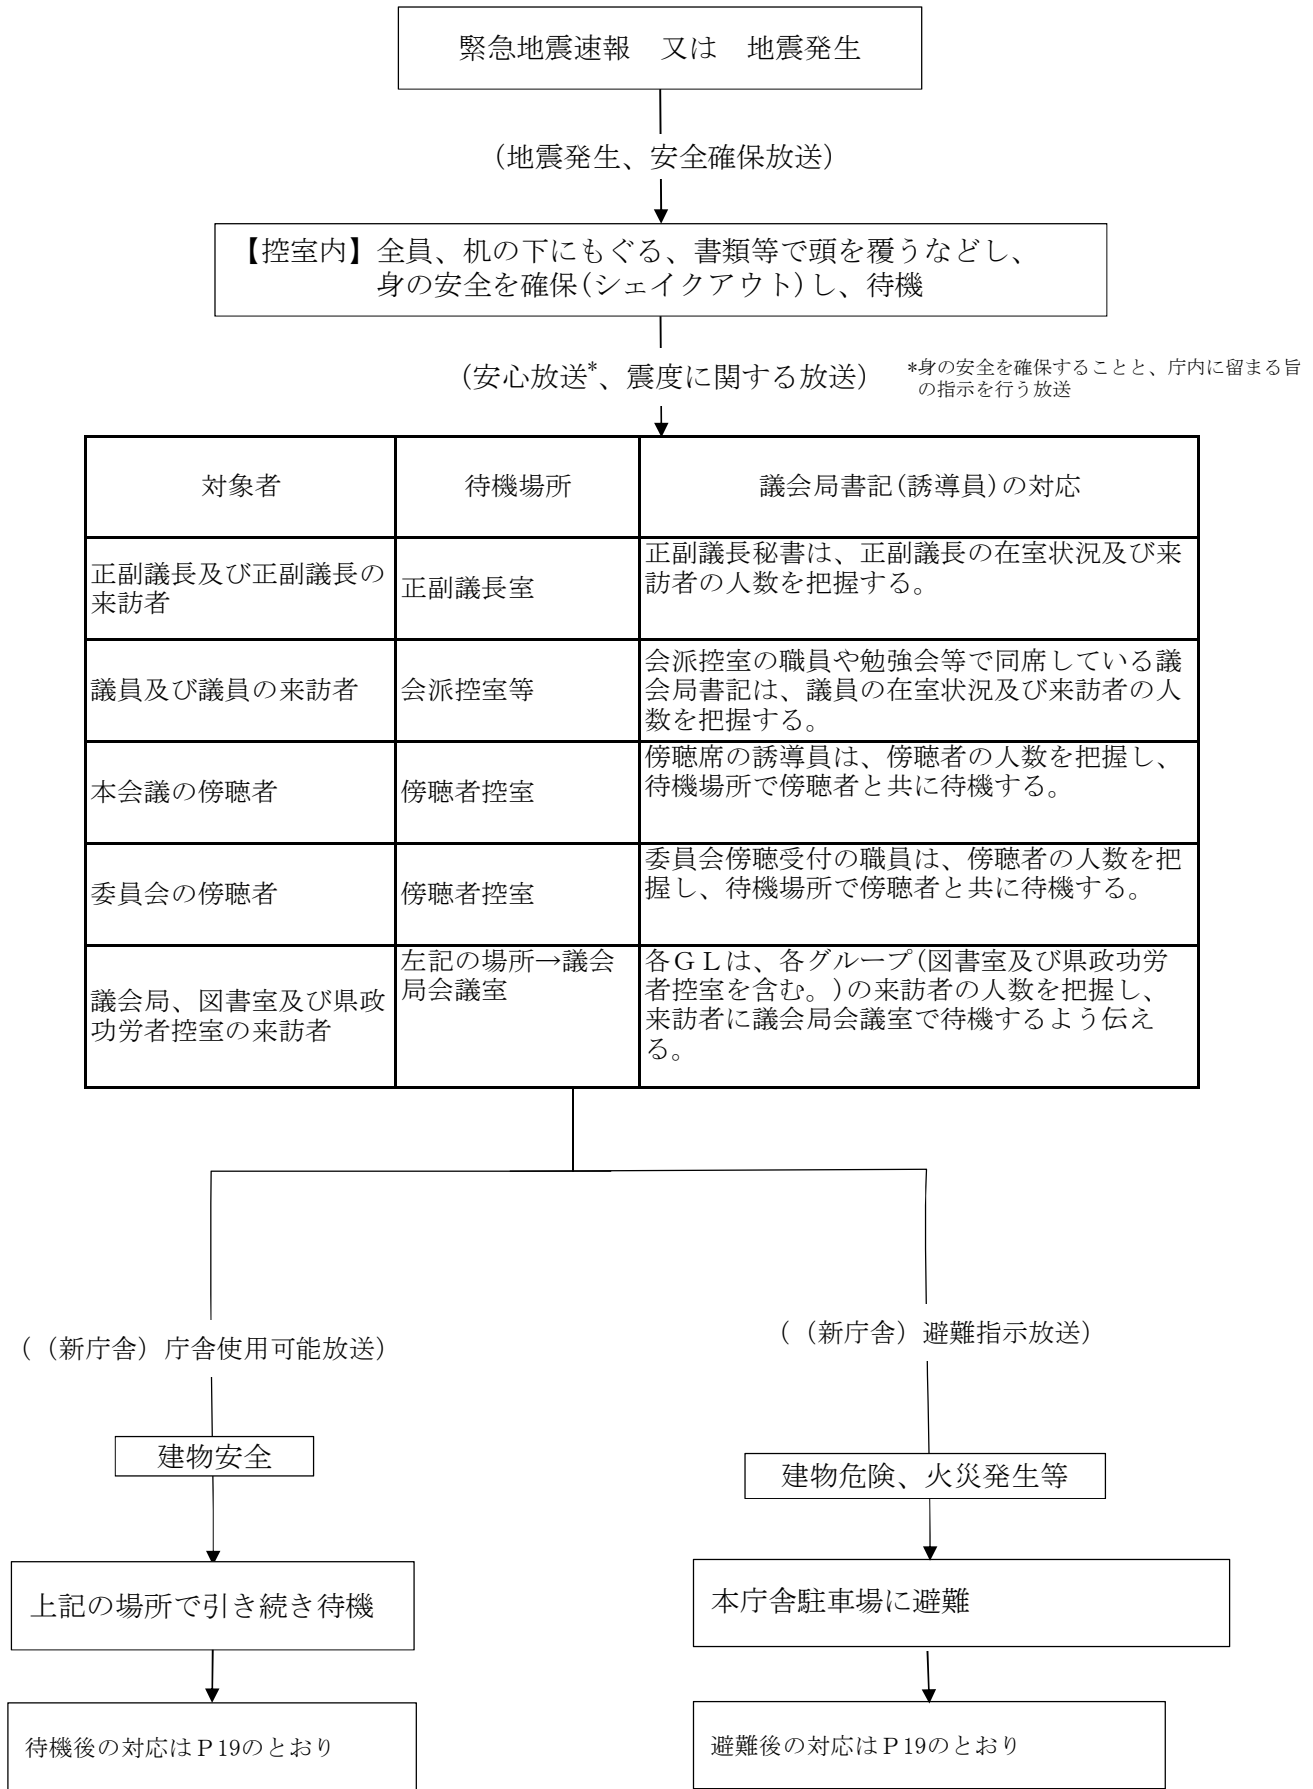 緊急地震速報　又は　地震発生
（地震発生、安全確保放送）
【控室内】全員、机の下にもぐる、書類等で頭を覆うなどし、
身の安全を確保(シェイクアウト)し、待機
（安心放送*、震度に関する放送）
*身の安全を確保することと、庁内に留まる旨
の指示を行う放送
対象者
待機場所
議会局書記(誘導員)の対応
正副議長及び正副議長の
来訪者
正副議長室
正副議長秘書は、正副議長の在室状況及び来
訪者の人数を把握する。
議員及び議員の来訪者
会派控室等
会派控室の職員や勉強会等で同席している議
会局書記は、議員の在室状況及び来訪者の人
数を把握する。
本会議の傍聴者
傍聴者控室
傍聴席の誘導員は、傍聴者の人数を把握し、
待機場所で傍聴者と共に待機する。
委員会の傍聴者
傍聴者控室
委員会傍聴受付の職員は、傍聴者の人数を把
握し、待機場所で傍聴者と共に待機する。
議会局、図書室及び県政
功労者控室の来訪者
左記の場所→議会
局会議室
各ＧＬは、各グループ(図書室及び県政功労
者控室を含む。)の来訪者の人数を把握し、
来訪者に議会局会議室で待機するよう伝え
る。
（（新庁舎）庁舎使用可能放送）
建物安全
上記の場所で引き続き待機
待機後の対応はＰ19のとおり
（（新庁舎）避難指示放送）
建物危険、火災発生等
本庁舎駐車場に避難
避難後の対応はＰ19のとおり